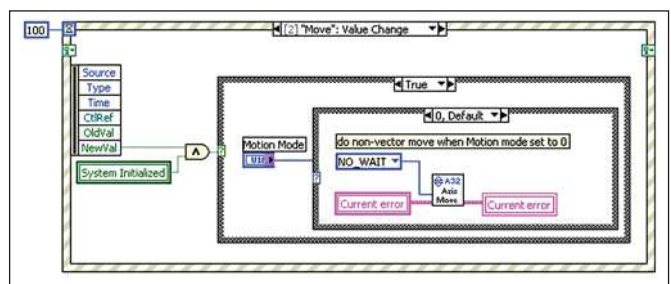 100
[2] "Move": Value Change
Source
Type
Time
CtlRef
OldVal
NewVal
System Initialized
True
Motion Mode
U16
0, Default
do non-vector move when Motion mode set to 0
NO_WAIT
A32
Axis
Move
Current error
Current error